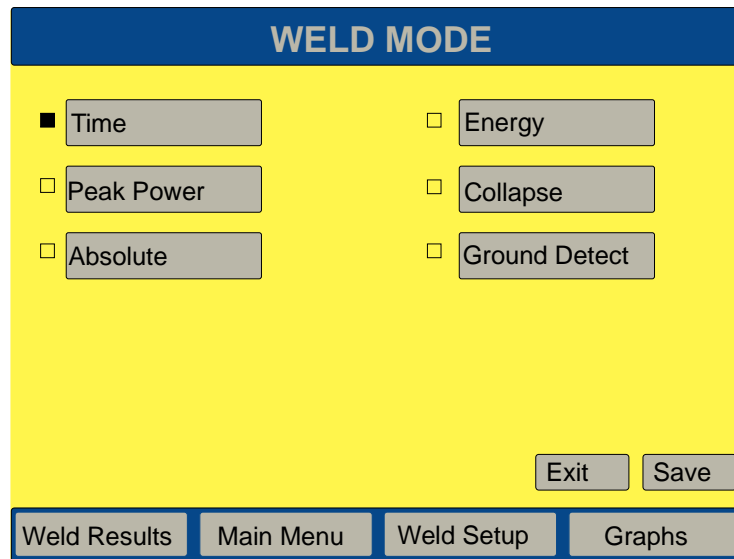 WELD MODE
Time
Energy
Peak Power
Collapse
Absolute
Ground Detect
Exit
Save
Weld Results
Main Menu
Weld Setup
Graphs